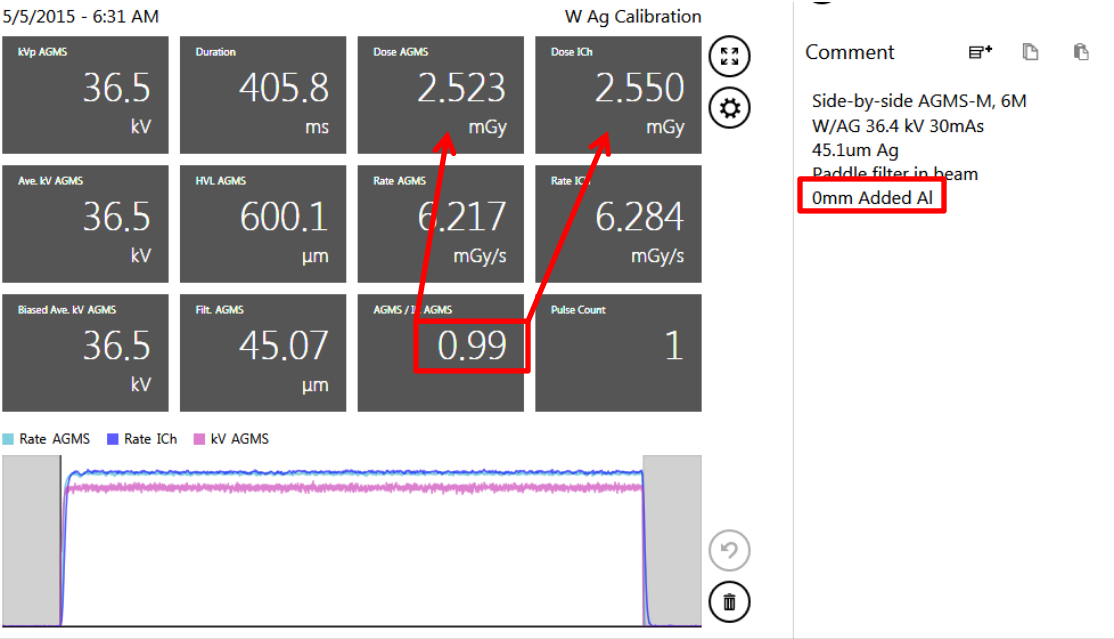 5/5/2015 - 6:31 AM
W Ag Calibration
kVp AGMS
36.5
kV
Duration
405.8
ms
Dose AGMS
2.523
mGy
Dose ICh
2.550
mGy
Ave. kV AGMS
36.5
kV
HVL AGMS
600.1
µm
Rate AGMS
6.217
mGy/s
Rate ICh
6.284
mGy/s
Biased Ave. kV AGMS
36.5
kV
Filt. AGMS
45.07
µm
AGMS / AGMS
0.99
Pulse Count
1
Rate AGMS
Rate ICh
kV AGMS
Comment
Side-by-side AGMS-M, 6M
W/AG 36.4 kV 30mAs
45.1um Ag
Paddle filter in beam
0mm Added Al